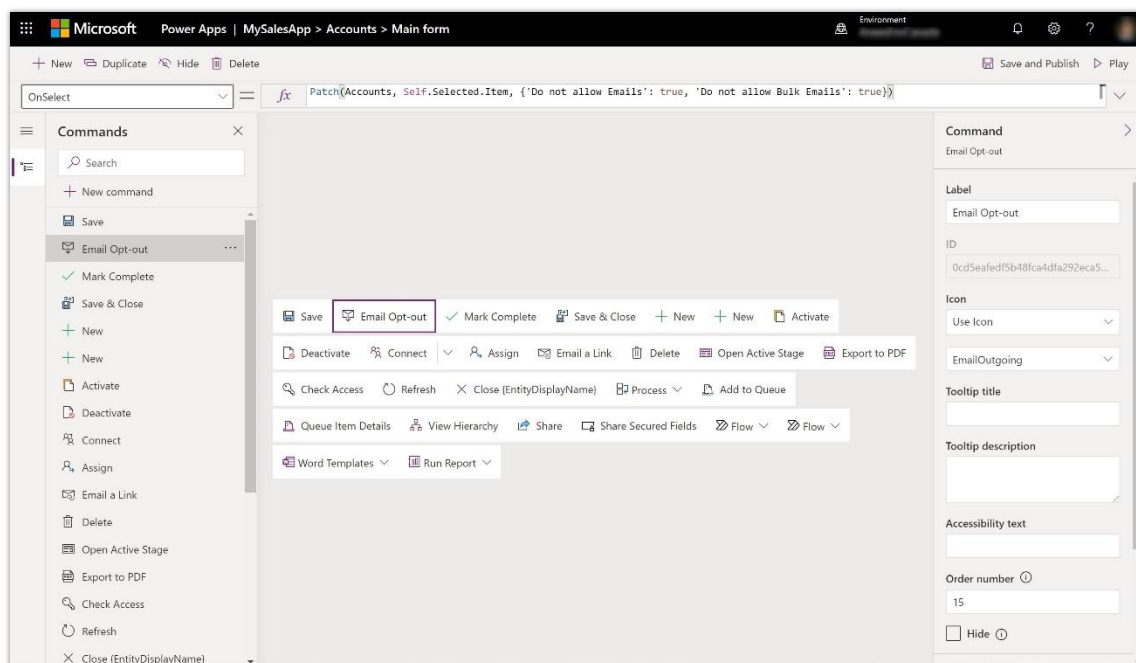 Microsoft Power Apps | MySalesApp > Accounts > Main form
Environment
New Duplicate Hide Delete
Save and Publish Play
OnSelect
= fx Patch(Accounts, Self.Selected.Item, {'Do not allow Emails': true, 'Do not allow Bulk Emails': true})
Commands
Search
New command
Save
Email Opt-out ...
Mark Complete
Save & Close
New
New
Activate
Deactivate
Connect
Assign
Email a Link
Delete
Open Active Stage
Export to PDF
Check Access
Refresh
Close {EntityDisplayName}
Save Email Opt-out Mark Complete Save & Close New New Activate
Deactivate Connect Assign Email a Link Delete Open Active Stage Export to PDF
Check Access Refresh Close {EntityDisplayName} Process Add to Queue
Queue Item Details View Hierarchy Share Share Secured Fields Flow Flow
Word Templates Run Report
Command
Email Opt-out
Label
Email Opt-out
ID
0cd5eafedf5b48fca4dfa292eca5...
Icon
Use Icon
EmailOutgoing
Tooltip title
Tooltip description
Accessibility text
Order number
15
Hide